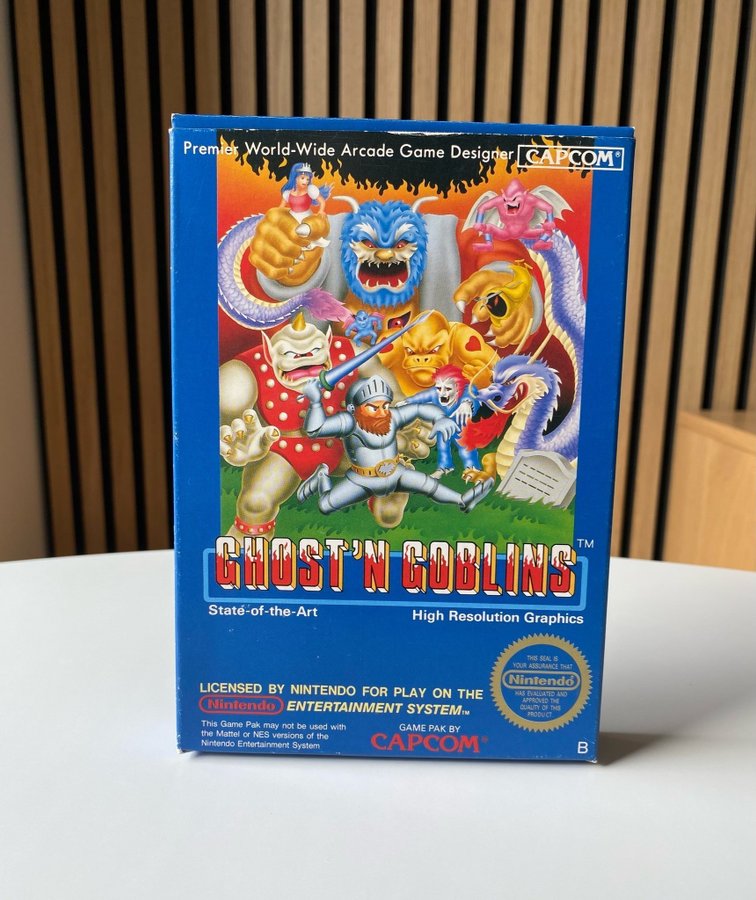 Premier World-Wide Arcade Game Designer CAPCOM®
GHOST'N GOBLINS™
State-of-the-Art High Resolution Graphics
THIS SEAL IS
YOUR ASSURANCE THAT
Nintendo
HAS EVALUATED AND
APPROVED THE
QUALITY OF THIS
PRODUCT
LICENSED BY NINTENDO FOR PLAY ON THE
Nintendo ENTERTAINMENT SYSTEM™
This Game Pak may not be used with
the Mattel or NES versions of the
Nintendo Entertainment System
GAME PAK BY
CAPCOM®
B